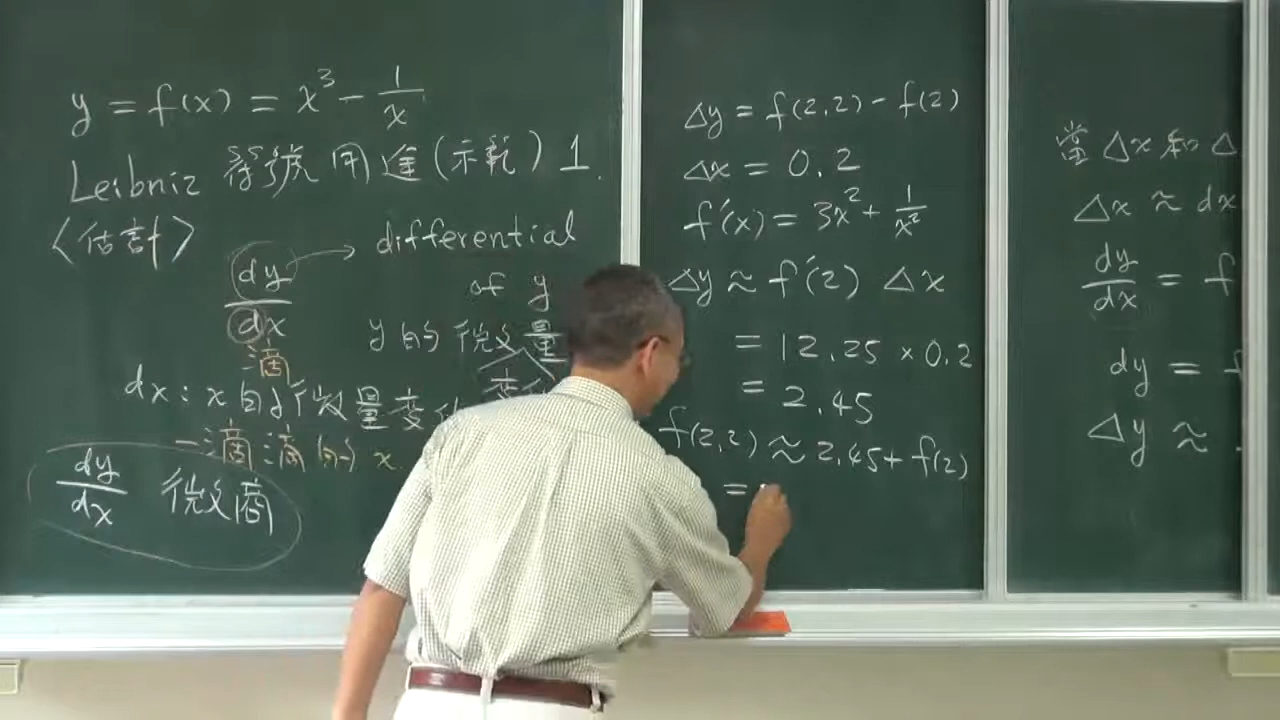 y = f(x) = x³ - 1/x
Leibniz 符號 用途 (示範) 1.
〈估計〉
dy/dx → differential
of y
y 的 微變量
滴
dx : x 的 微量 变
一滴滴的 x
dy/dx 微商
Δy = f(2.2) - f(2)
Δx = 0.2
f'(x) = 3x² + 1/x²
Δy ≈ f'(2) Δx
= 12.25 × 0.2
= 2.45
f(2.2) ≈ 2.45 + f(2)
=
當 Δx 和 Δ
Δx ≈ dx
dy/dx = f
dy = f
Δy ≈